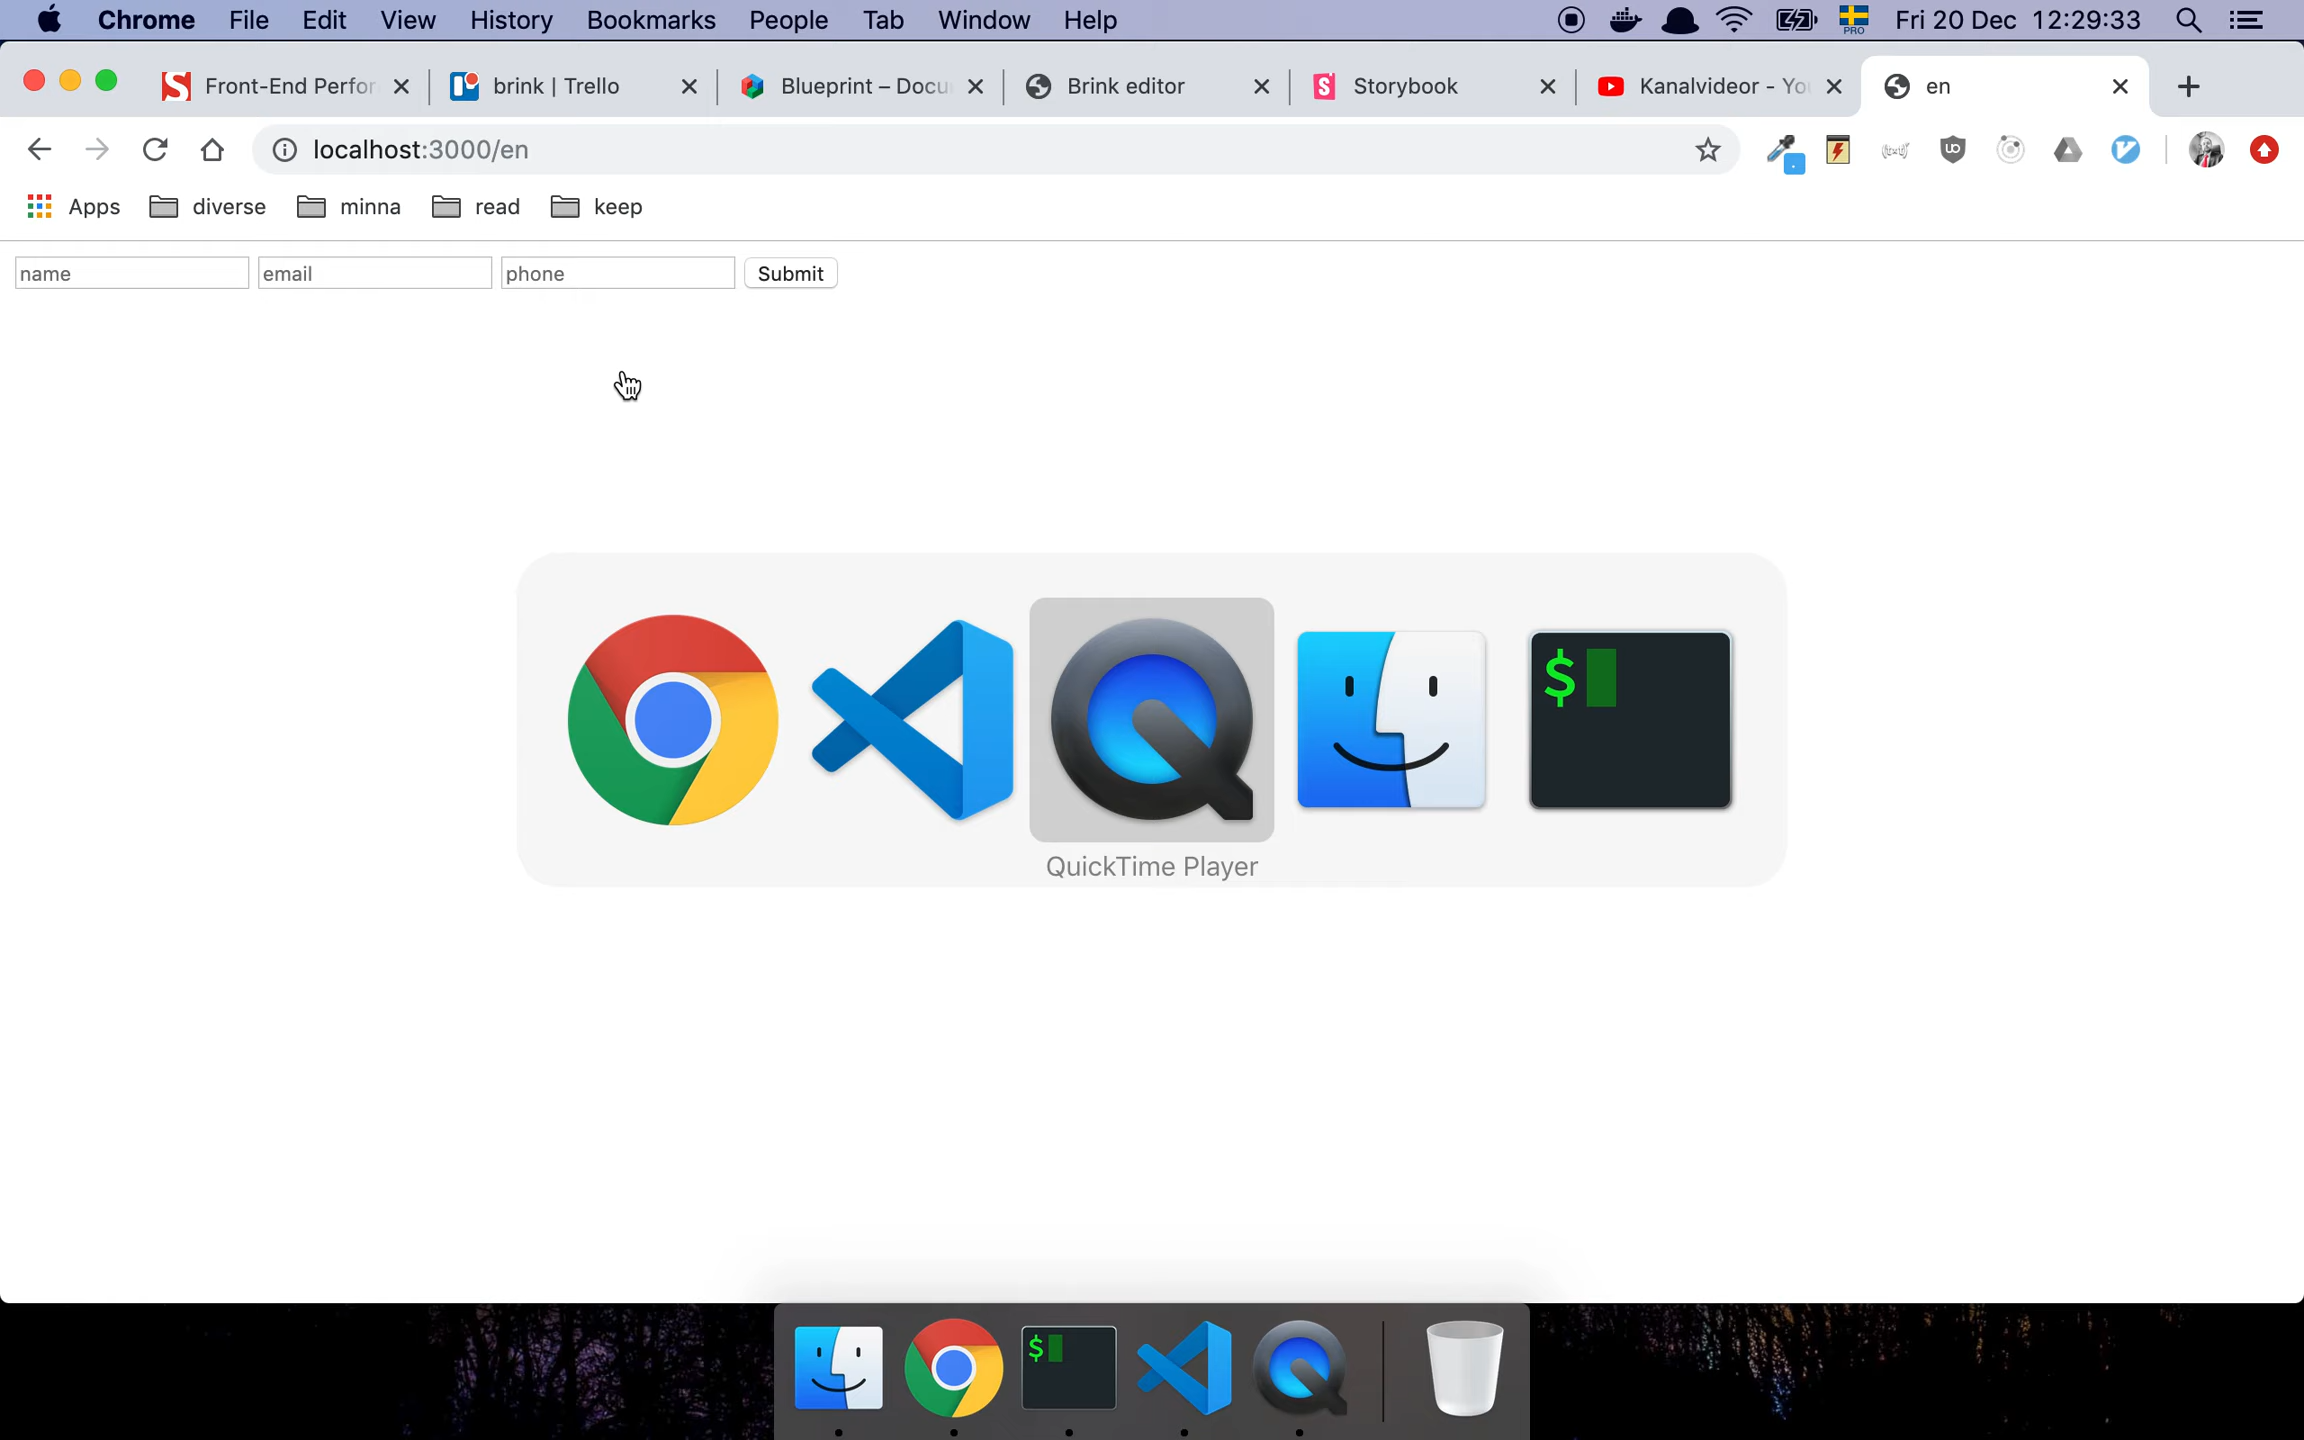 Chrome File Edit View History Bookmarks People Tab Window Help PRO Fri 20 Dec 12:29:33
Front-End Perfor brink | Trello Blueprint – Docu Brink editor Storybook Kanalvideor - Yo en
localhost:3000/en
Apps diverse minna read keep
name email phone Submit
$
QuickTime Player
$